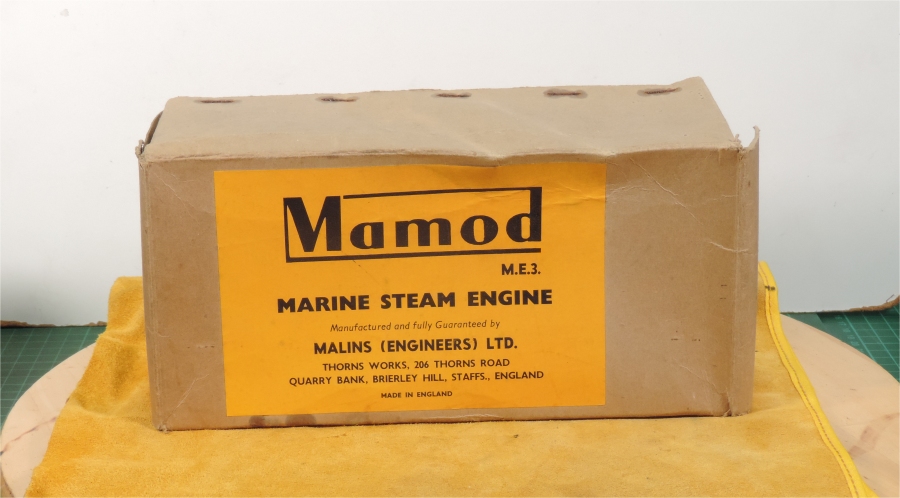 Mamod
M.E.3.
MARINE STEAM ENGINE
Manufactured and fully Guaranteed by
MALINS (ENGINEERS) LTD.
THORNS WORKS, 206 THORNS ROAD
QUARRY BANK, BRIERLEY HILL, STAFFS., ENGLAND
MADE IN ENGLAND